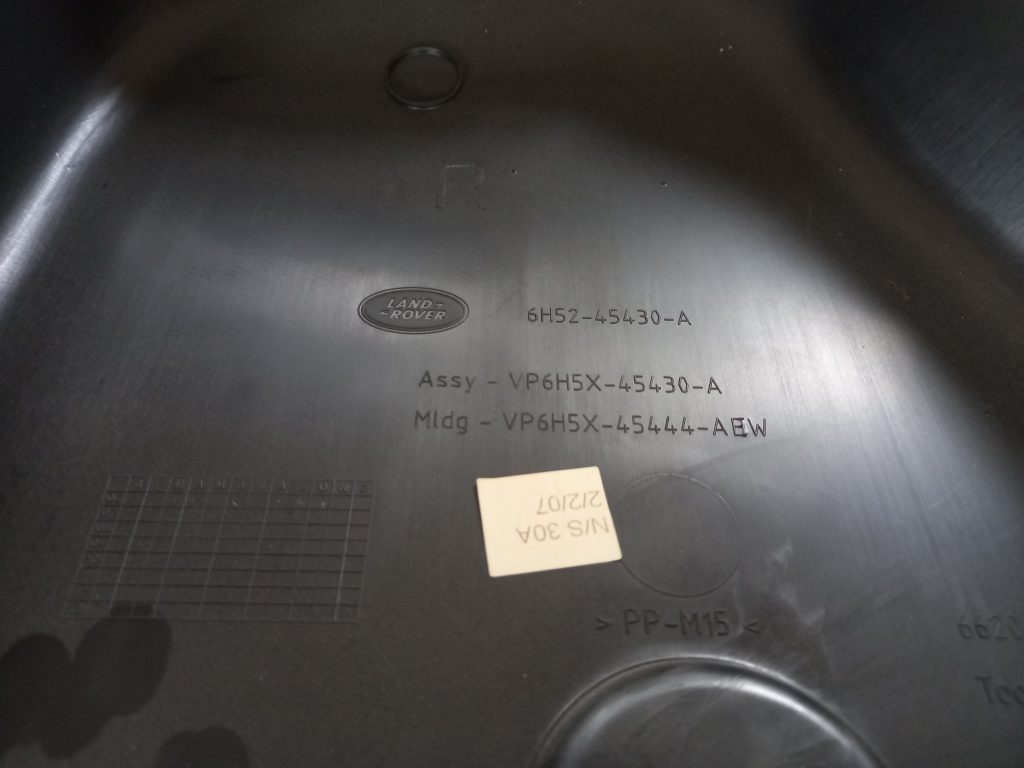 R
LAND-
-ROVER
6H52-45430-A
Assy - VP6H5X-45430-A
Mldg - VP6H5X-45444-AEW
N/S 30A
2/2/07
> PP-M15 <